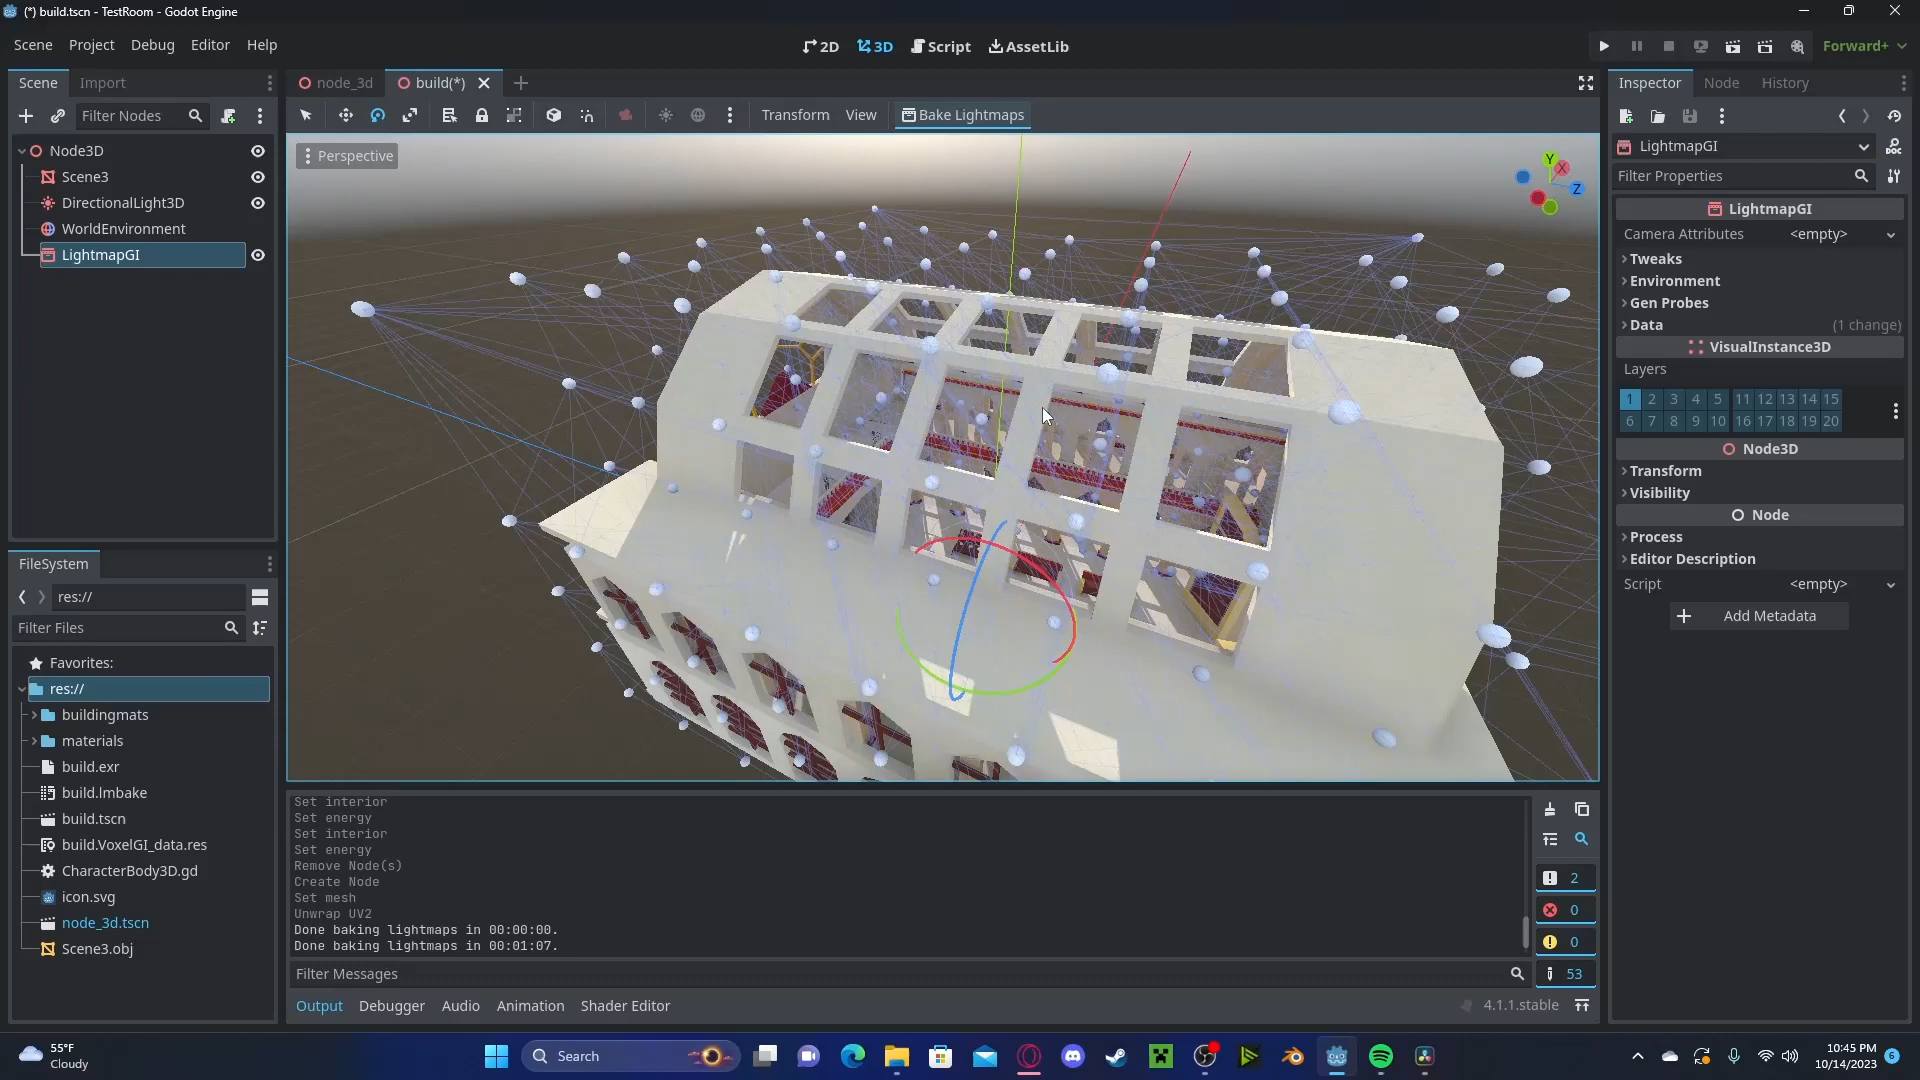 (*) build.tscn - TestRoom - Godot Engine
Scene Project Debug Editor Help
2D 3D Script AssetLib
Forward+
Scene Import
node_3d build(*)
Inspector Node History
Filter Nodes
Transform View Bake Lightmaps
Node3D
Scene3
DirectionalLight3D
WorldEnvironment
LightmapGI
Perspective
Y X Z
LightmapGI
Filter Properties
LightmapGI
Camera Attributes <empty>
Tweaks
Environment
Gen Probes
Data (1 change)
VisualInstance3D
Layers
1 2 3 4 5 11 12 13 14 15
6 7 8 9 10 16 17 18 19 20
Node3D
Transform
Visibility
Node
Process
Editor Description
Script <empty>
Add Metadata
FileSystem
res://
Filter Files
Favorites:
res://
buildingmats
materials
build.exr
build.lmbake
build.tscn
build.VoxelGI_data.res
CharacterBody3D.gd
icon.svg
node_3d.tscn
Scene3.obj
Set interior
Set energy
Set interior
Set energy
Remove Node(s)
Create Node
Set mesh
Unwrap UV2
Done baking lightmaps in 00:00:00.
Done baking lightmaps in 00:01:07.
2
0
0
53
Filter Messages
Output Debugger Audio Animation Shader Editor
4.1.1.stable
55°F
Cloudy
Search
10:45 PM
10/14/2023
6